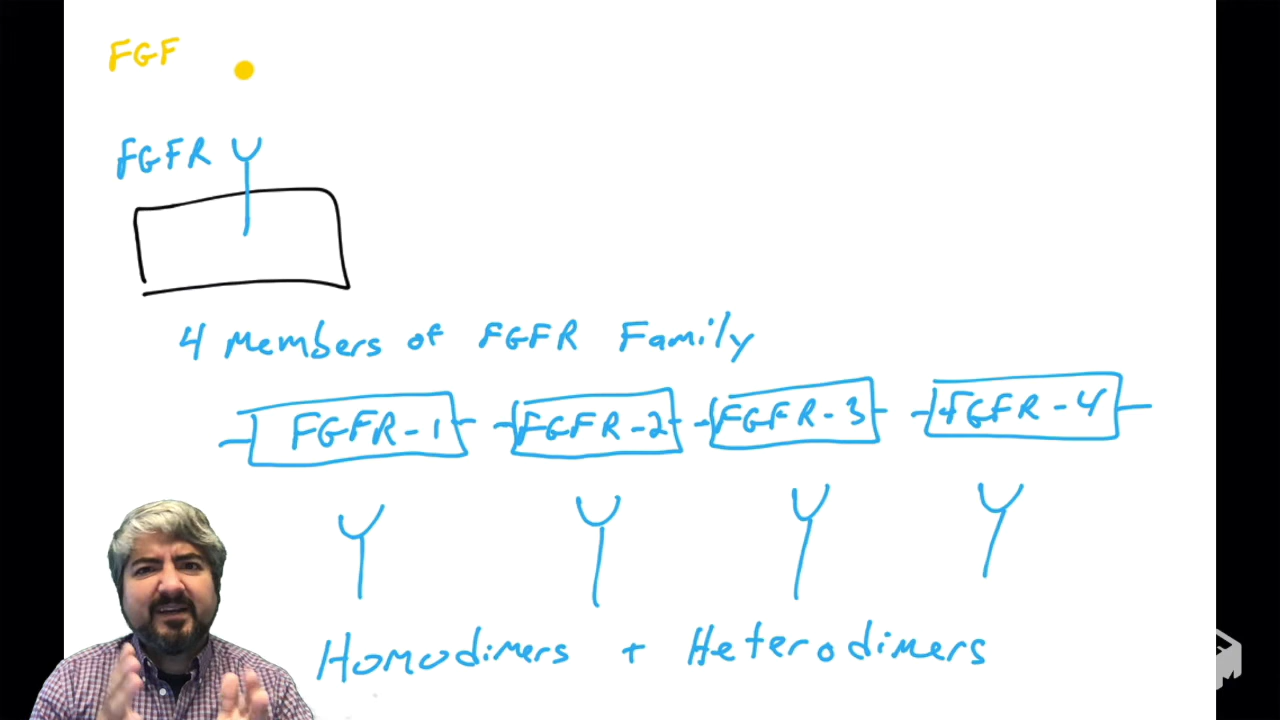 FGF
FGFR
4 Members of FGFR Family
FGFR-1 FGFR-2 FGFR-3 FGFR-4
Homodimers + Heterodimers